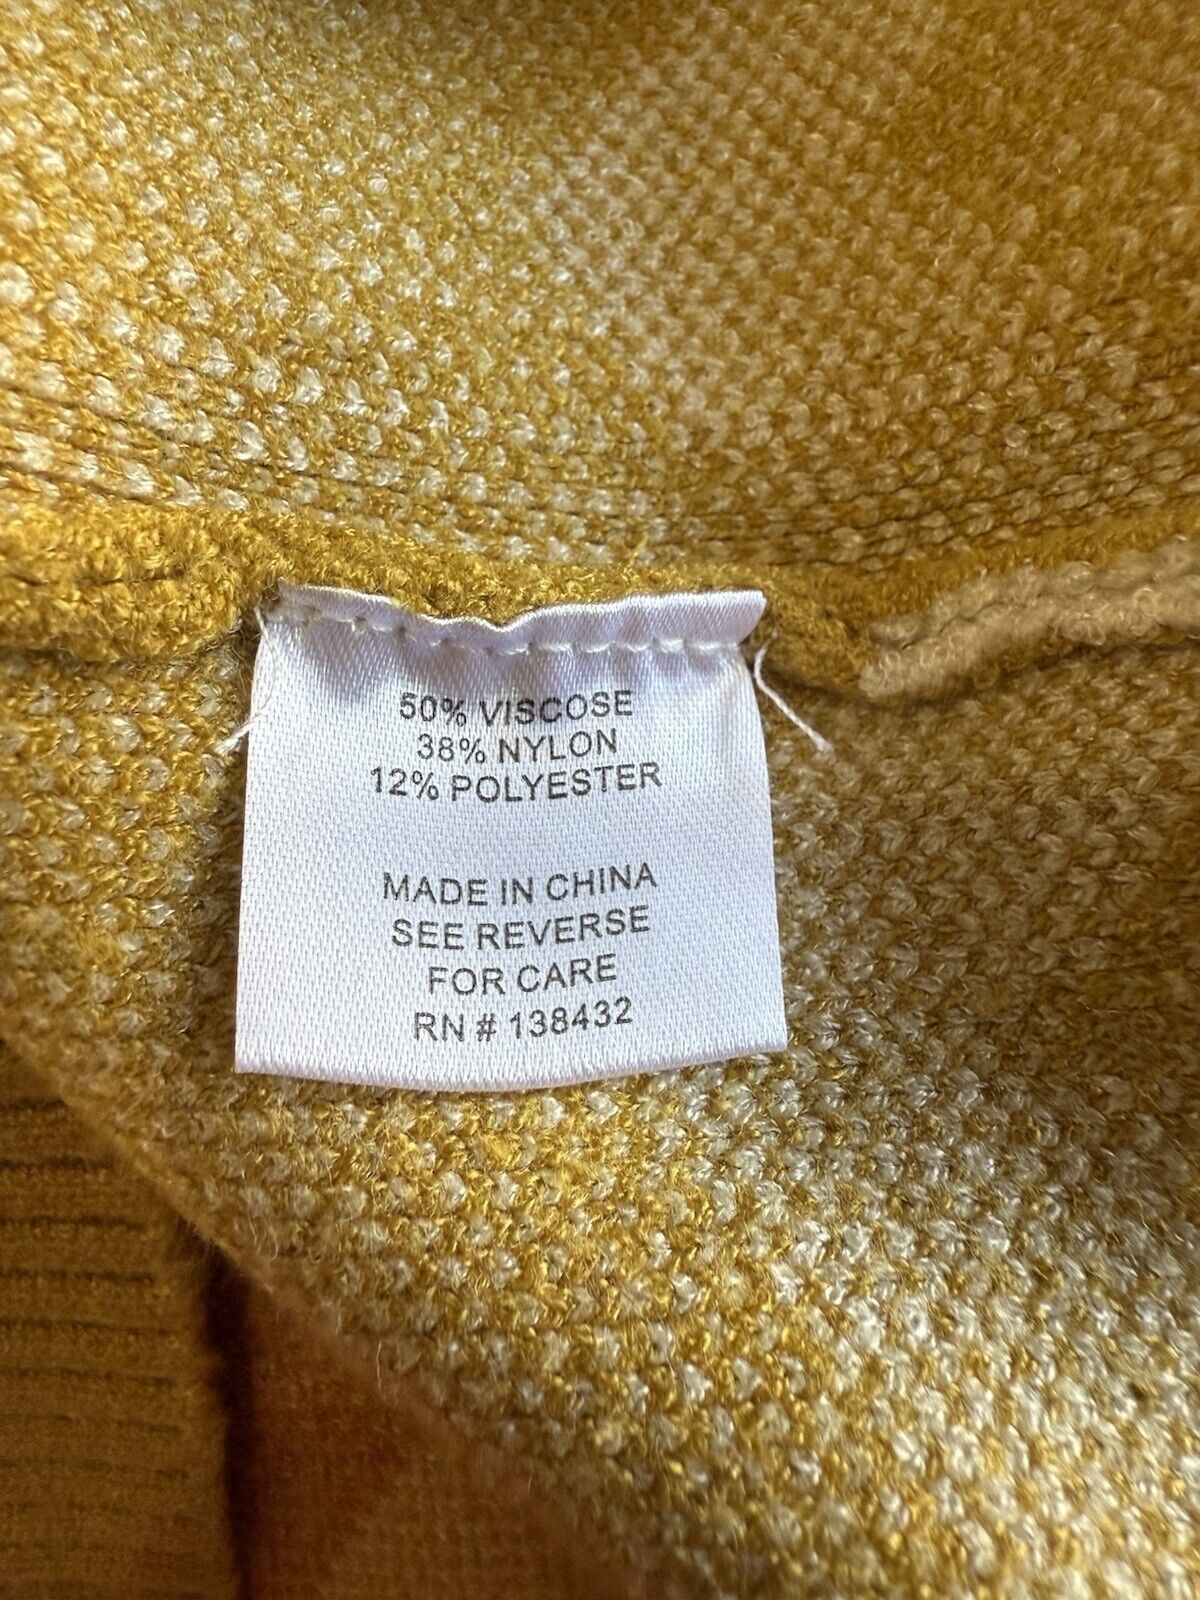 50% VISCOSE
38% NYLON
12% POLYESTER
MADE IN CHINA
SEE REVERSE
FOR CARE
RN # 138432